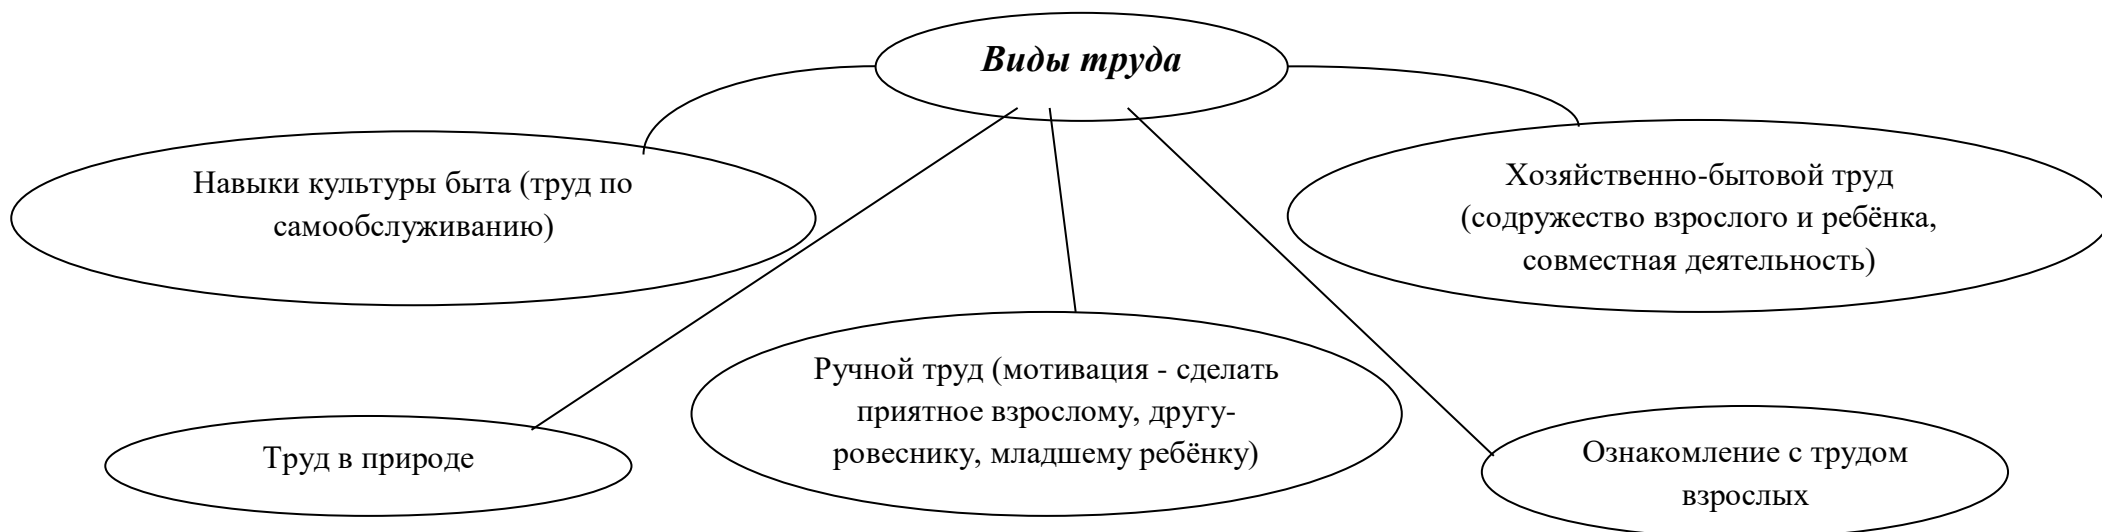 Виды труда
Навыки культуры быта (труд по
самообслуживанию)
Хозяйственно-бытовой труд
(содружество взрослого и ребёнка,
совместная деятельность)
Труд в природе
Ручной труд (мотивация - сделать
приятное взрослому, другу-
ровеснику, младшему ребёнку)
Ознакомление с трудом
взрослых